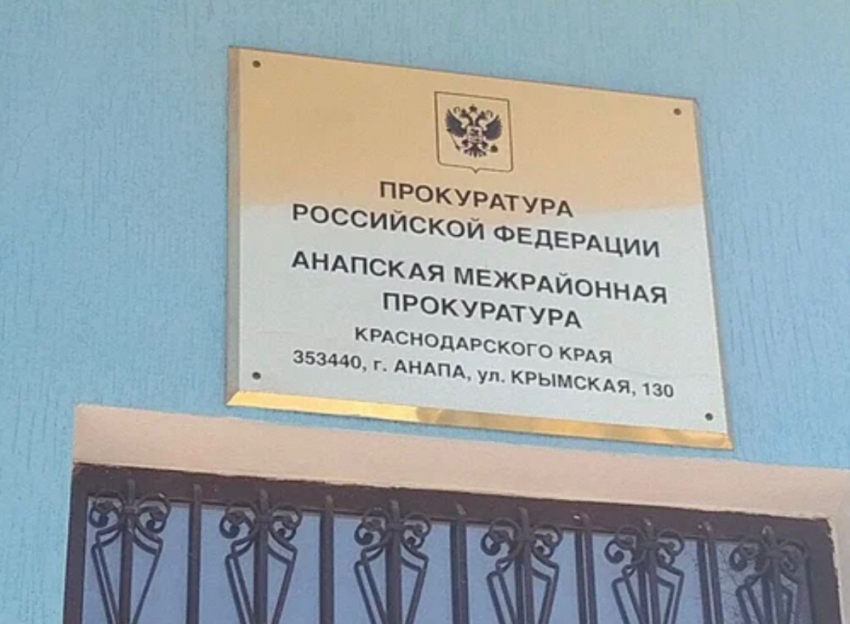 ПРОКУРАТУРА
РОССИЙСКОЙ ФЕДЕРАЦИИ
АНАПСКАЯ МЕЖРАЙОННАЯ
ПРОКУРАТУРА
КРАСНОДАРСКОГО КРАЯ
353440, г. АНАПА, ул. КРЫМСКАЯ, 130